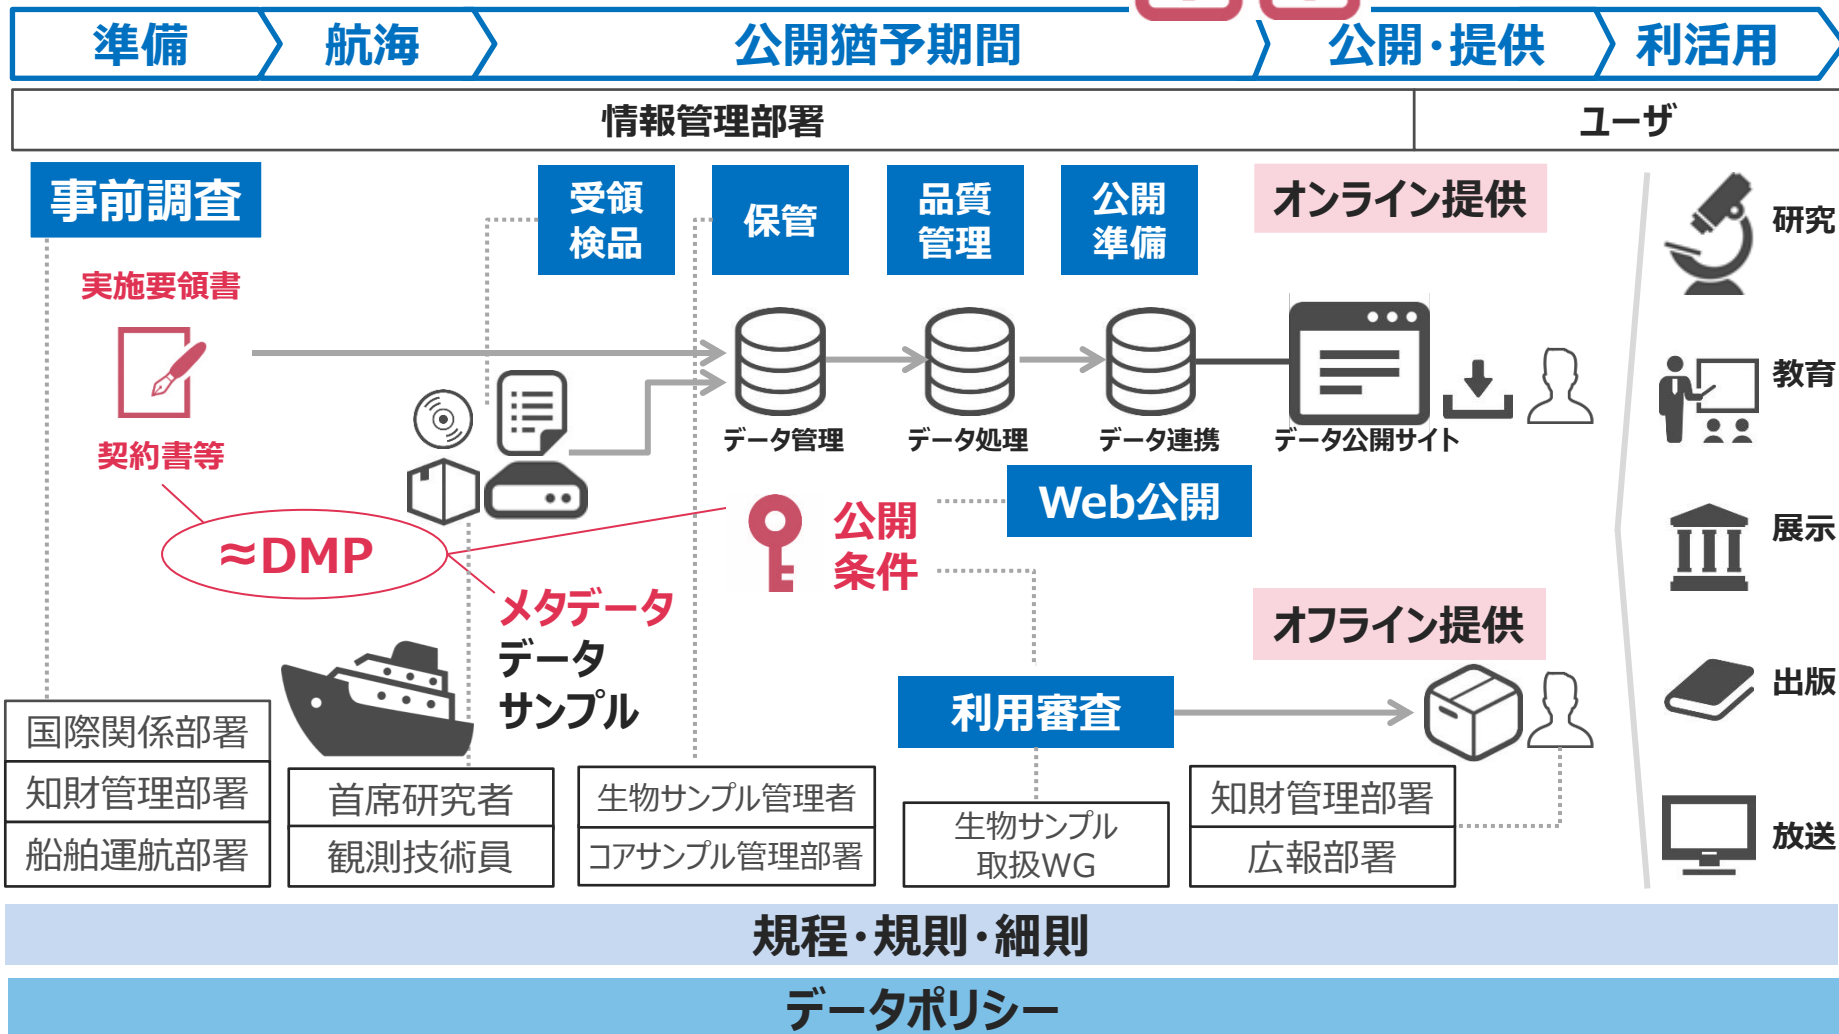 準備
航海
公開猶予期間
公開・提供
利活用
情報管理部署
ユーザ
事前調査
受領
検品
保管
品質
管理
公開
準備
オンライン提供
研究
実施要領書
契約書等
データ管理
データ処理
データ連携
データ公開サイト
教育
≈DMP
公開
条件
Web公開
展示
メタデータ
データ
サンプル
オフライン提供
利用審査
出版
国際関係部署
知財管理部署
船舶運航部署
首席研究者
観測技術員
生物サンプル管理者
コアサンプル管理部署
生物サンプル
取扱WG
知財管理部署
広報部署
放送
規程・規則・細則
データポリシー